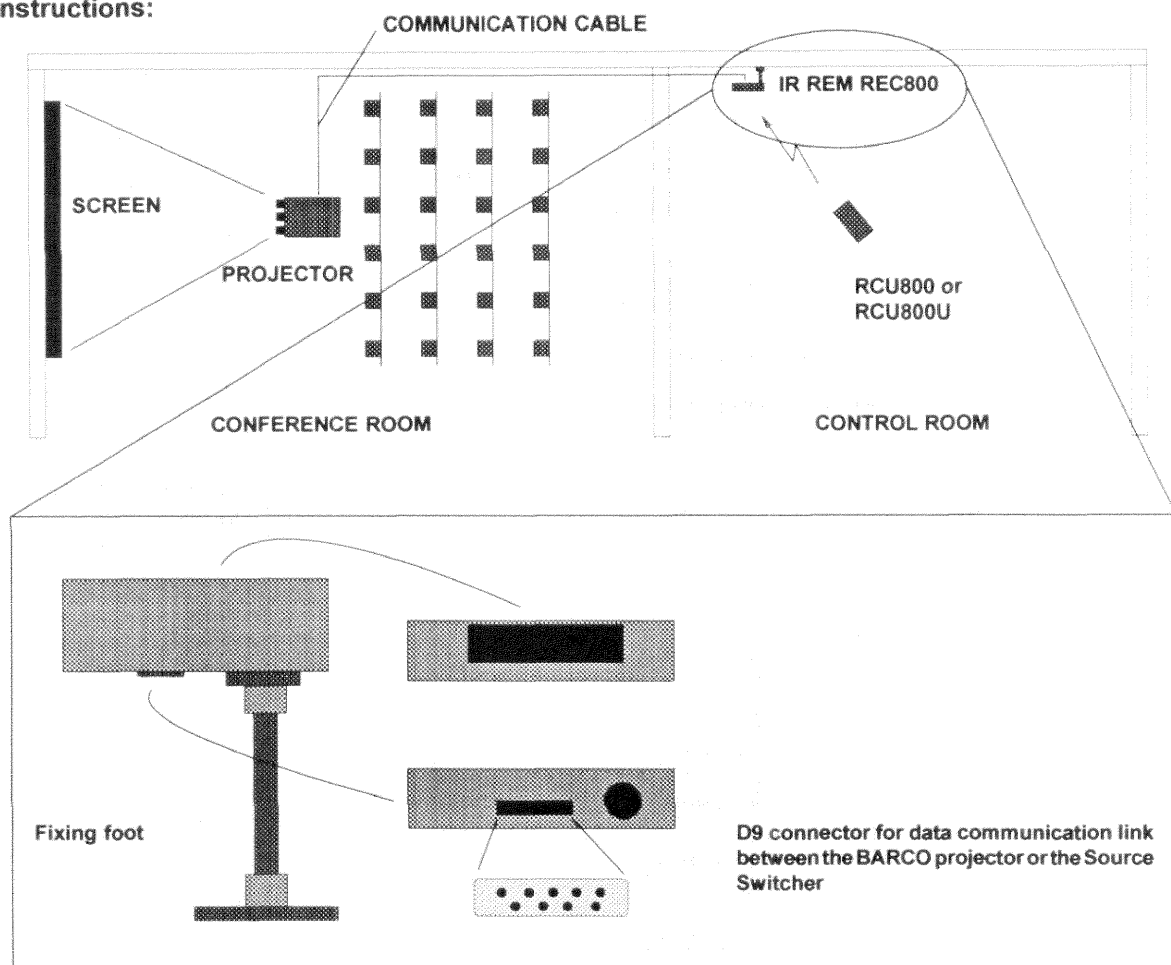 nstructions:
COMMUNICATION CABLE
IR REM REC800
SCREEN
PROJECTOR
RCU800 or
RCU800U
CONFERENCE ROOM
CONTROL ROOM
Fixing foot
D9 connector for data communication link
between the BARCO projector or the Source
Switcher